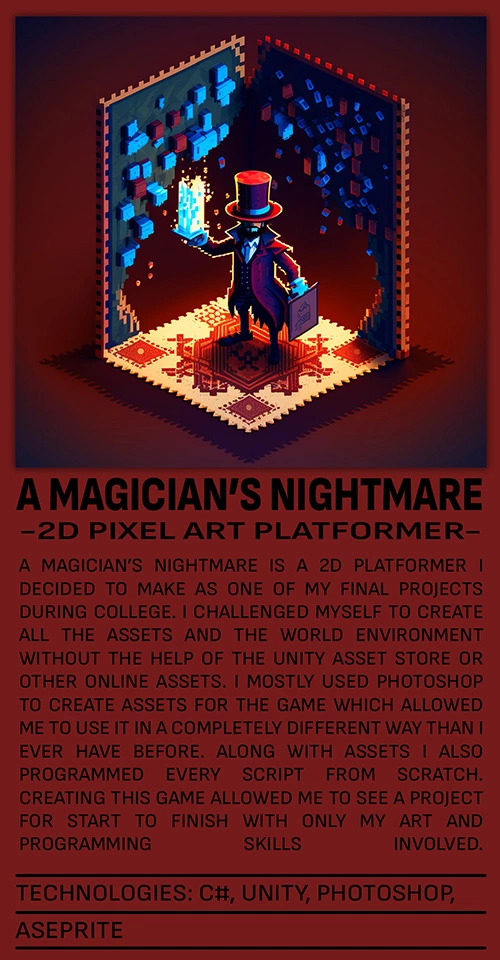 A MAGICIAN'S NIGHTMARE
-2D PIXEL ART PLATFORMER-
A MAGICIAN'S NIGHTMARE IS A 2D PLATFORMER I
DECIDED TO MAKE AS ONE OF MY FINAL PROJECTS
DURING COLLEGE. I CHALLENGED MYSELF TO CREATE
ALL THE ASSETS AND THE WORLD ENVIRONMENT
WITHOUT THE HELP OF THE UNITY ASSET STORE OR
OTHER ONLINE ASSETS. I MOSTLY USED PHOTOSHOP
TO CREATE ASSETS FOR THE GAME WHICH ALLOWED
ME TO USE IT IN A COMPLETELY DIFFERENT WAY THAN I
EVER HAVE BEFORE. ALONG WITH ASSETS I ALSO
PROGRAMMED EVERY SCRIPT FROM SCRATCH.
CREATING THIS GAME ALLOWED ME TO SEE A PROJECT
FOR START TO FINISH WITH ONLY MY ART AND
PROGRAMMING SKILLS INVOLVED.
TECHNOLOGIES: C#, UNITY, PHOTOSHOP,
ASEPRITE